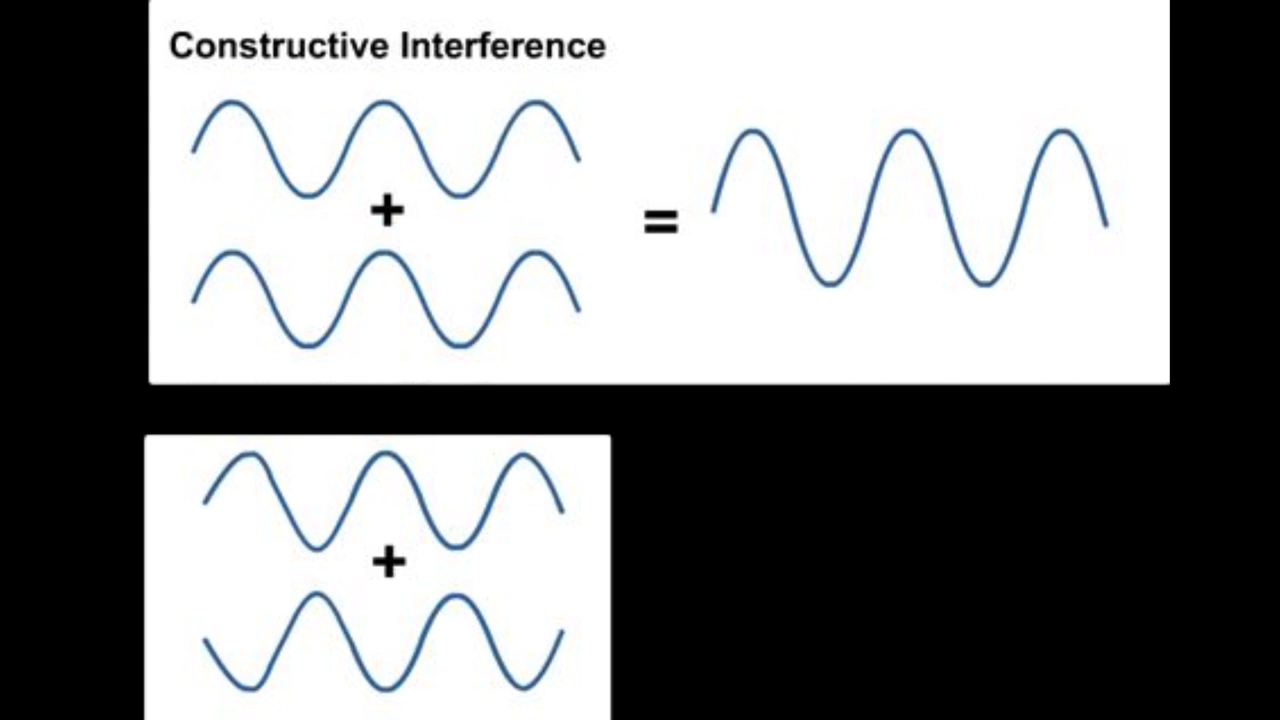 Constructive Interference
+
=
+